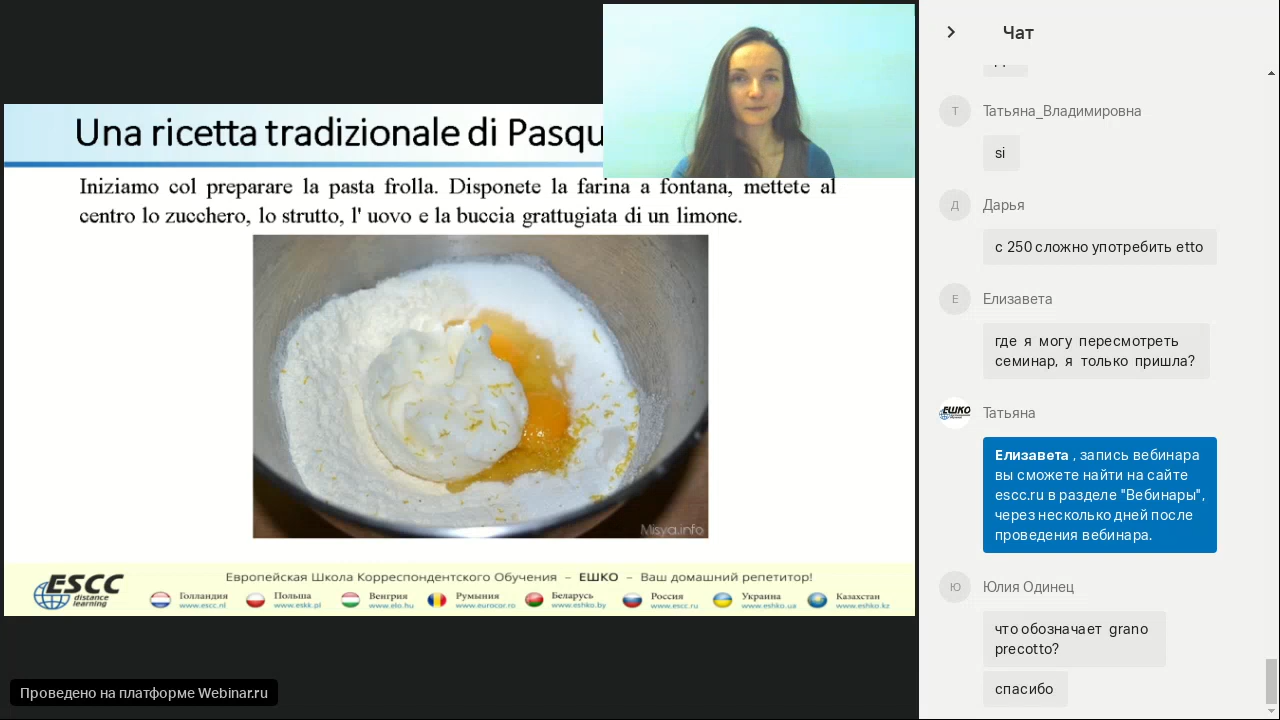 Una ricetta tradizionale di Pasqu
Iniziamo col preparare la pasta frolla. Disponete la farina a fontana, mettete al
centro lo zucchero, lo strutto, l' uovo e la buccia grattugiata di un limone.
Misya.info
ESCC
distance
learning
Европейская Школа Корреспондентского Обучения – ЕШКО – Ваш домашний репетитор!
Голландия
www.escc.nl
Польша
www.eskk.pl
Венгрия
www.elo.hu
Румыния
www.eurocor.ro
Беларусь
www.eshko.by
Россия
www.escc.ru
Украина
www.eshko.ua
Казахстан
www.eshko.kz
Проведено на платформе Webinar.ru
Чат
Т
Татьяна_Владимировна
si
Д
Дарья
с 250 сложно употребить etto
Е
Елизавета
где я могу пересмотреть
семинар, я только пришла?
ЕШКО
Татьяна
Елизавета , запись вебинара
вы сможете найти на сайте
escc.ru в разделе "Вебинары",
через несколько дней после
проведения вебинара.
Ю
Юлия Одинец
что обозначает grano
precotto?
спасибо